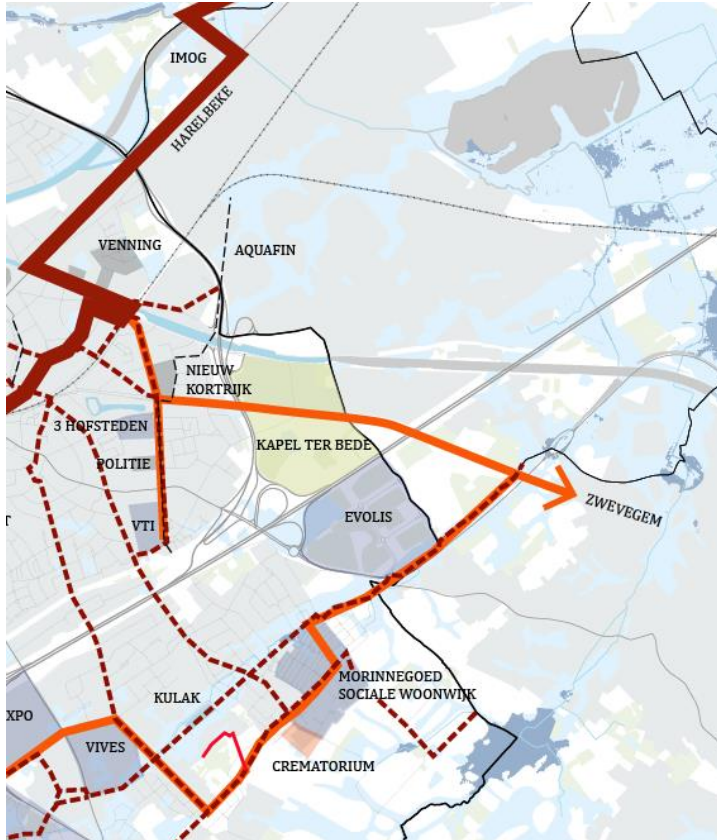 IMOG
HARELBEKE
VENNING
AQUAFIN
NIEUW
KORTRIJK
3 HOFSTEDEN
KAPEL TER BEDE
POLITIE
ZWEVEGEM
EVOLIS
T
VTI
MORINNEGOED
SOCIALE WOONWIJK
KULAK
XPO
VIVES
CREMATORIUM